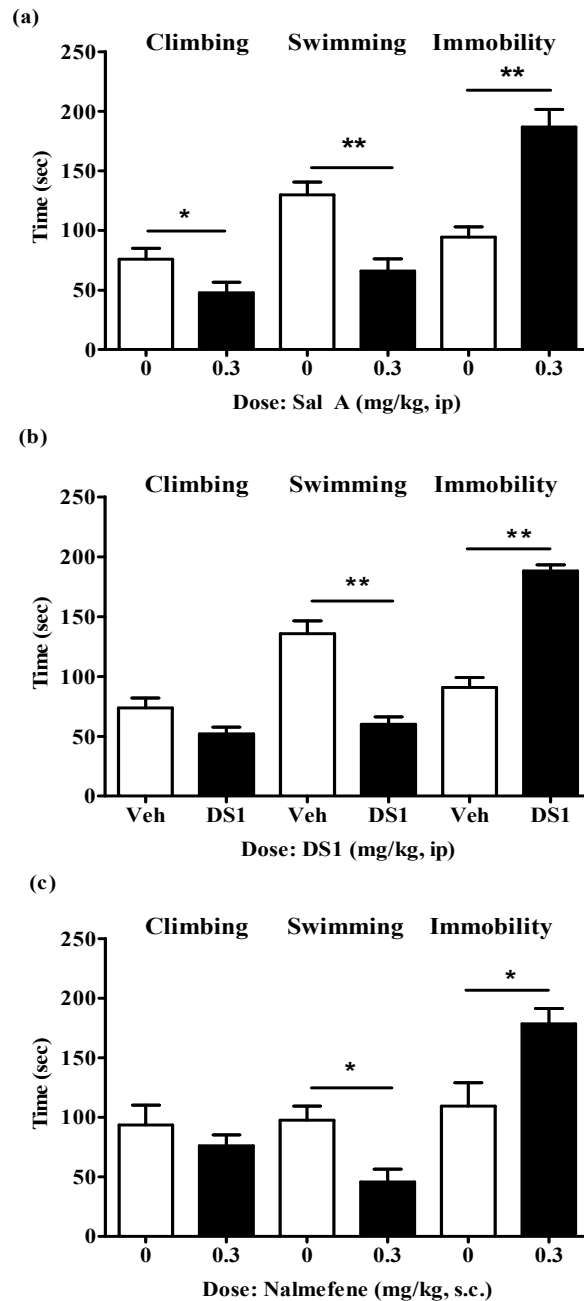 (a)
Climbing Swimming Immobility
250
**
200
**
150
*
100
50
0
Time (sec)
0 0.3 0 0.3 0 0.3
Dose: Sal A (mg/kg, ip)
(b)
Climbing Swimming Immobility
250
**
200
**
150
100
50
0
Time (sec)
Veh DS1 Veh DS1 Veh DS1
Dose: DS1 (mg/kg, ip)
(c)
Climbing Swimming Immobility
250
*
200
150
*
100
50
0
Time (sec)
0 0.3 0 0.3 0 0.3
Dose: Nalmefene (mg/kg, s.c.)